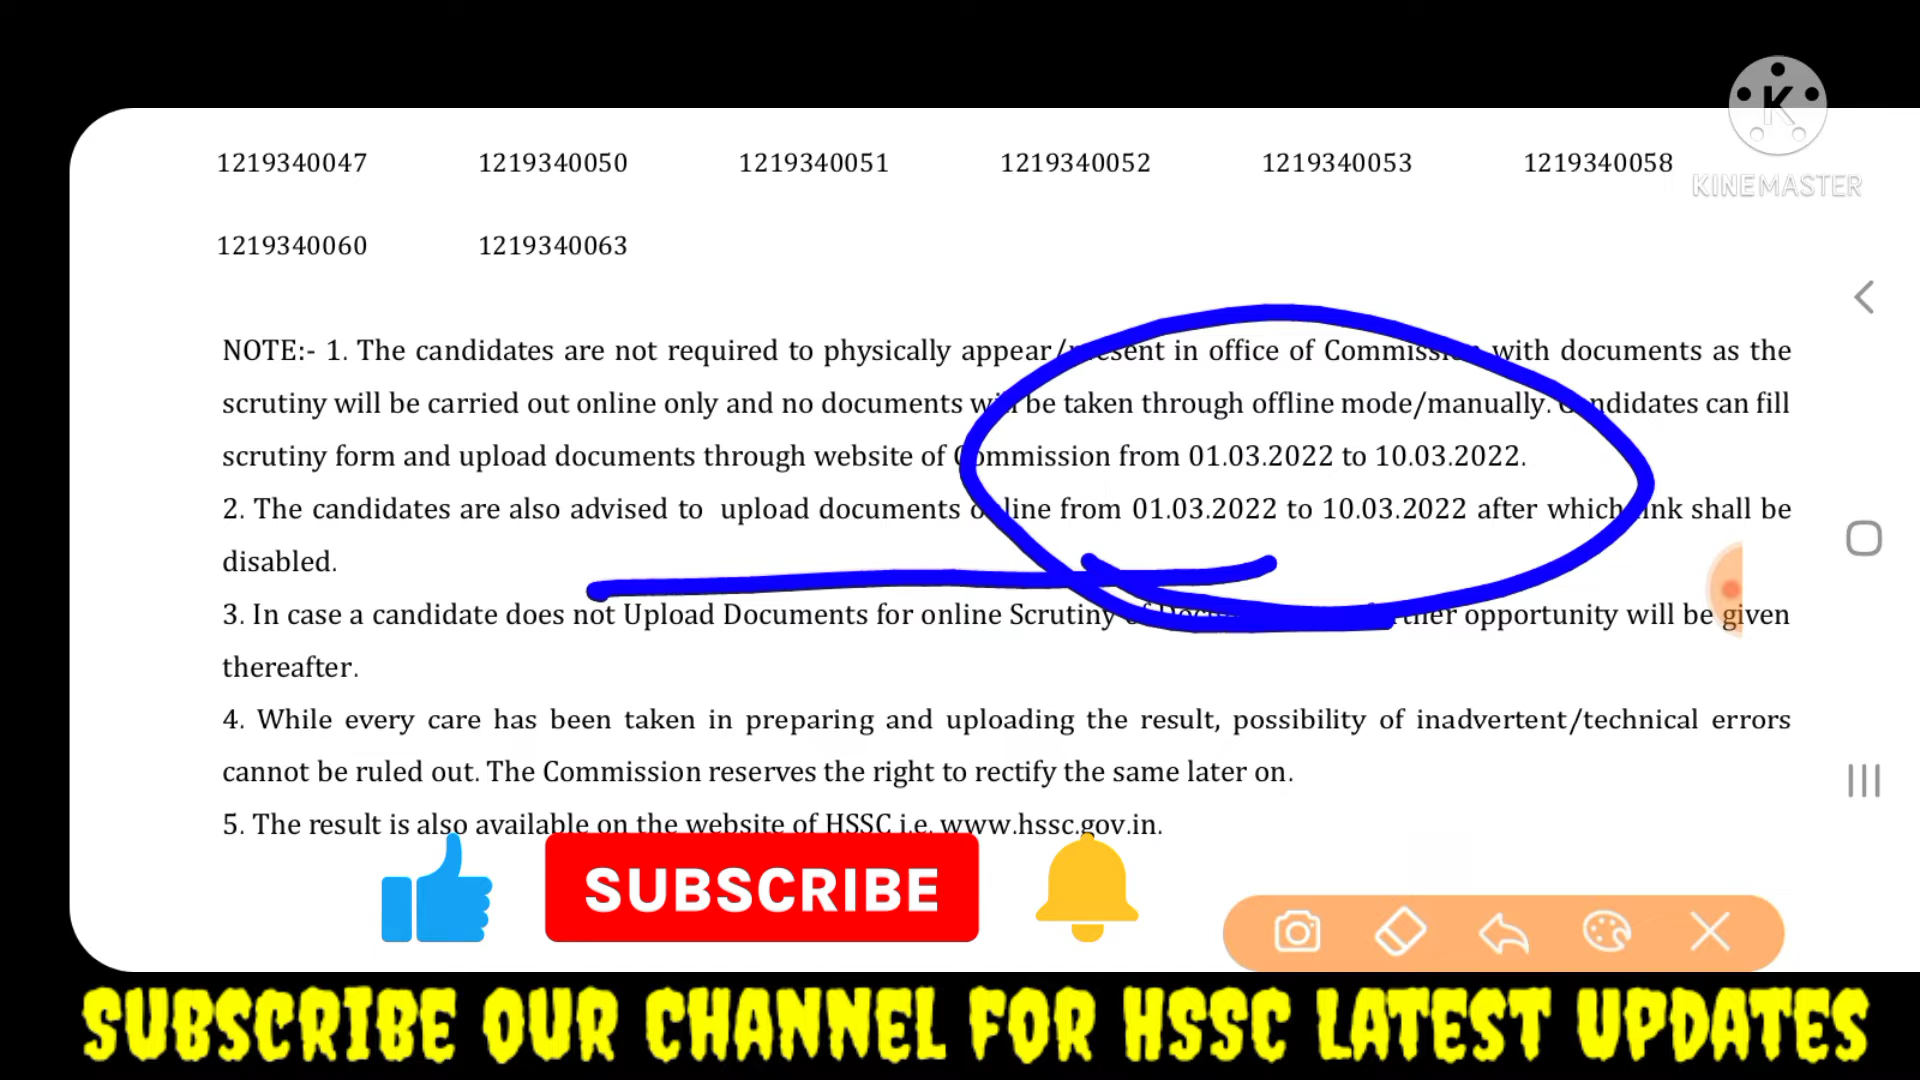 1219340047 1219340050 1219340051 1219340052 1219340053 1219340058
KINEMASTER
1219340060 1219340063
NOTE:- 1. The candidates are not required to physically appear/present in office of Commission with documents as the
scrutiny will be carried out online only and no documents will be taken through offline mode/manually. Candidates can fill
scrutiny form and upload documents through website of Commission from 01.03.2022 to 10.03.2022.
2. The candidates are also advised to upload documents online from 01.03.2022 to 10.03.2022 after which link shall be
disabled.
3. In case a candidate does not Upload Documents for online Scrutiny of opportunity will be given
thereafter.
4. While every care has been taken in preparing and uploading the result, possibility of inadvertent/technical errors
cannot be ruled out. The Commission reserves the right to rectify the same later on.
5. The result is also available on the website of HSSC i.e. www.hssc.gov.in.
SUBSCRIBE
SUBSCRIBE OUR CHANNEL FOR HSSC LATEST UPDATES